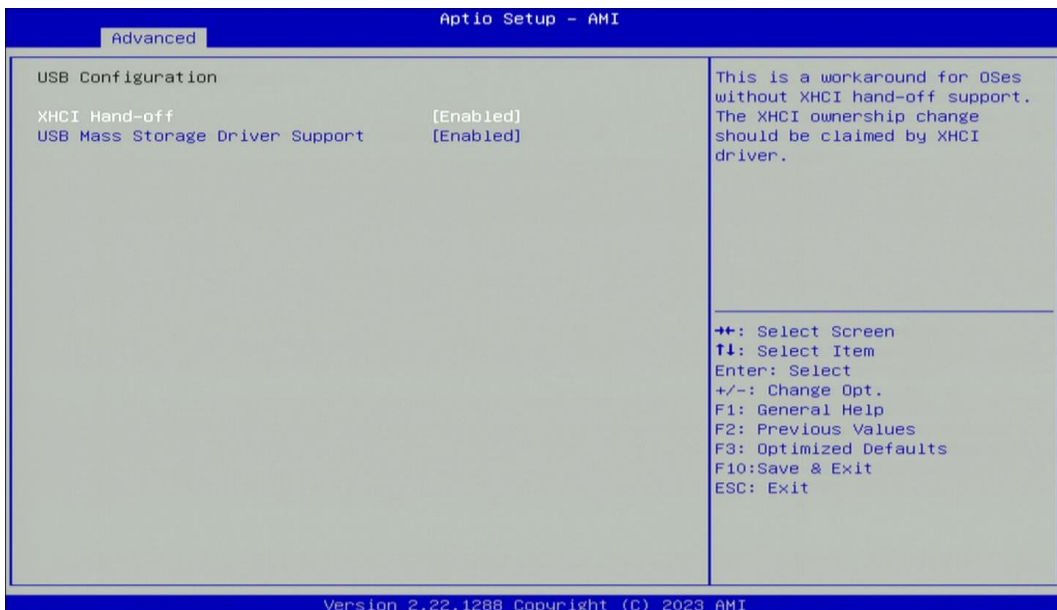 Aptio Setup – AMI
Advanced
USB Configuration
XHCI Hand-off [Enabled]
USB Mass Storage Driver Support [Enabled]
This is a workaround for OSes
without XHCI hand-off support.
The XHCI ownership change
should be claimed by XHCI
driver.
→←: Select Screen
↑↓: Select Item
Enter: Select
+/-: Change Opt.
F1: General Help
F2: Previous Values
F3: Optimized Defaults
F10:Save & Exit
ESC: Exit
Version 2.22.1288 Copyright (C) 2023 AMI